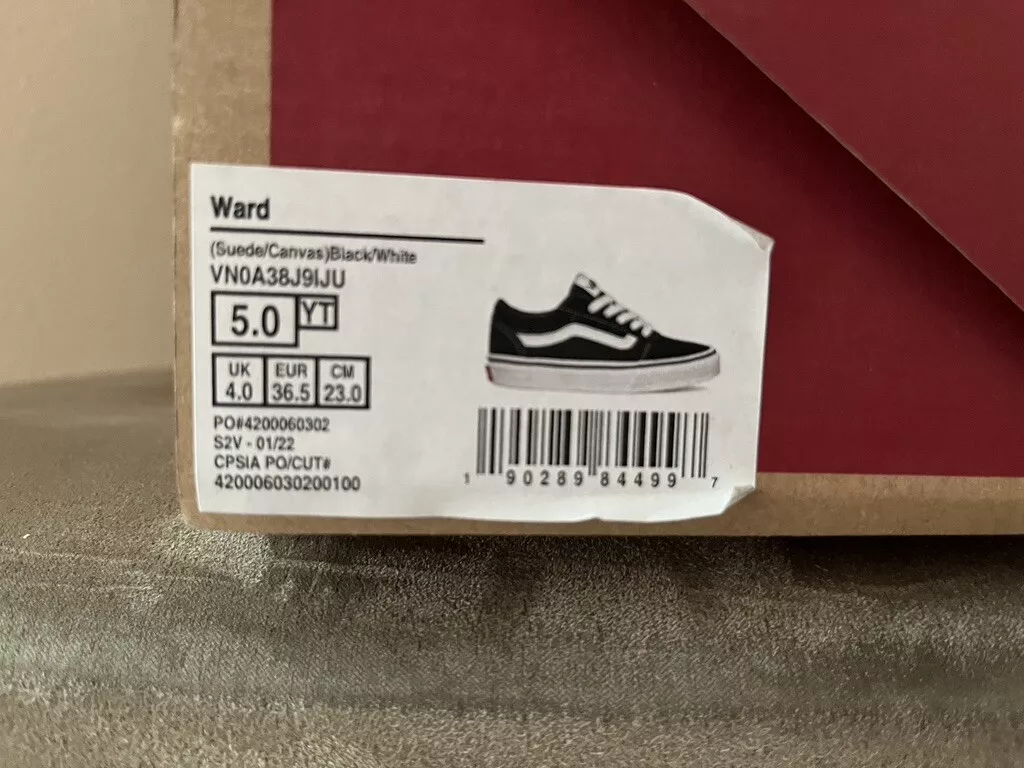 Ward
(Suede/Canvas)Black/White
VN0A38J9IJU
5.0 YT
UK EUR CM
4.0 36.5 23.0
PO#4200060302
S2V - 01/22
CPSIA PO/CUT#
420006030200100
1 90289 84499 7